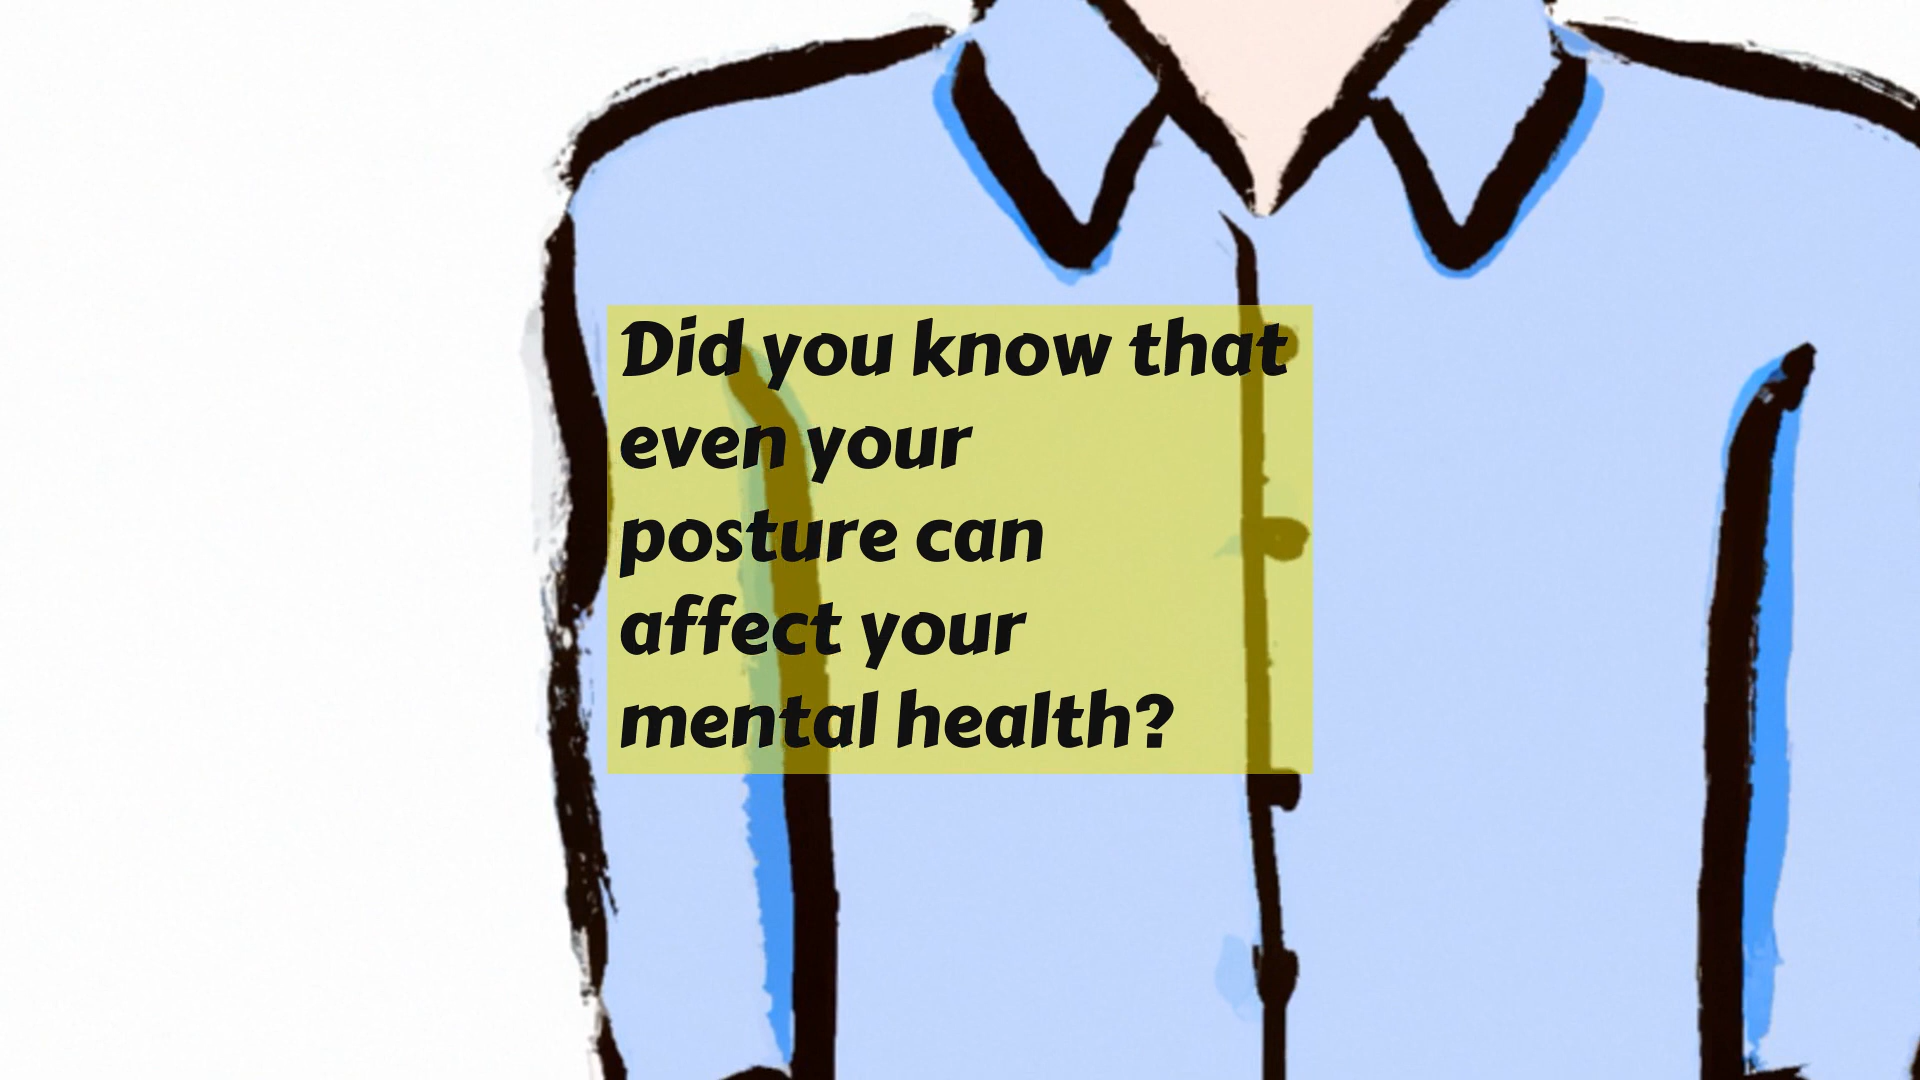 Did you know that
even your
posture can
affect your
mental health?